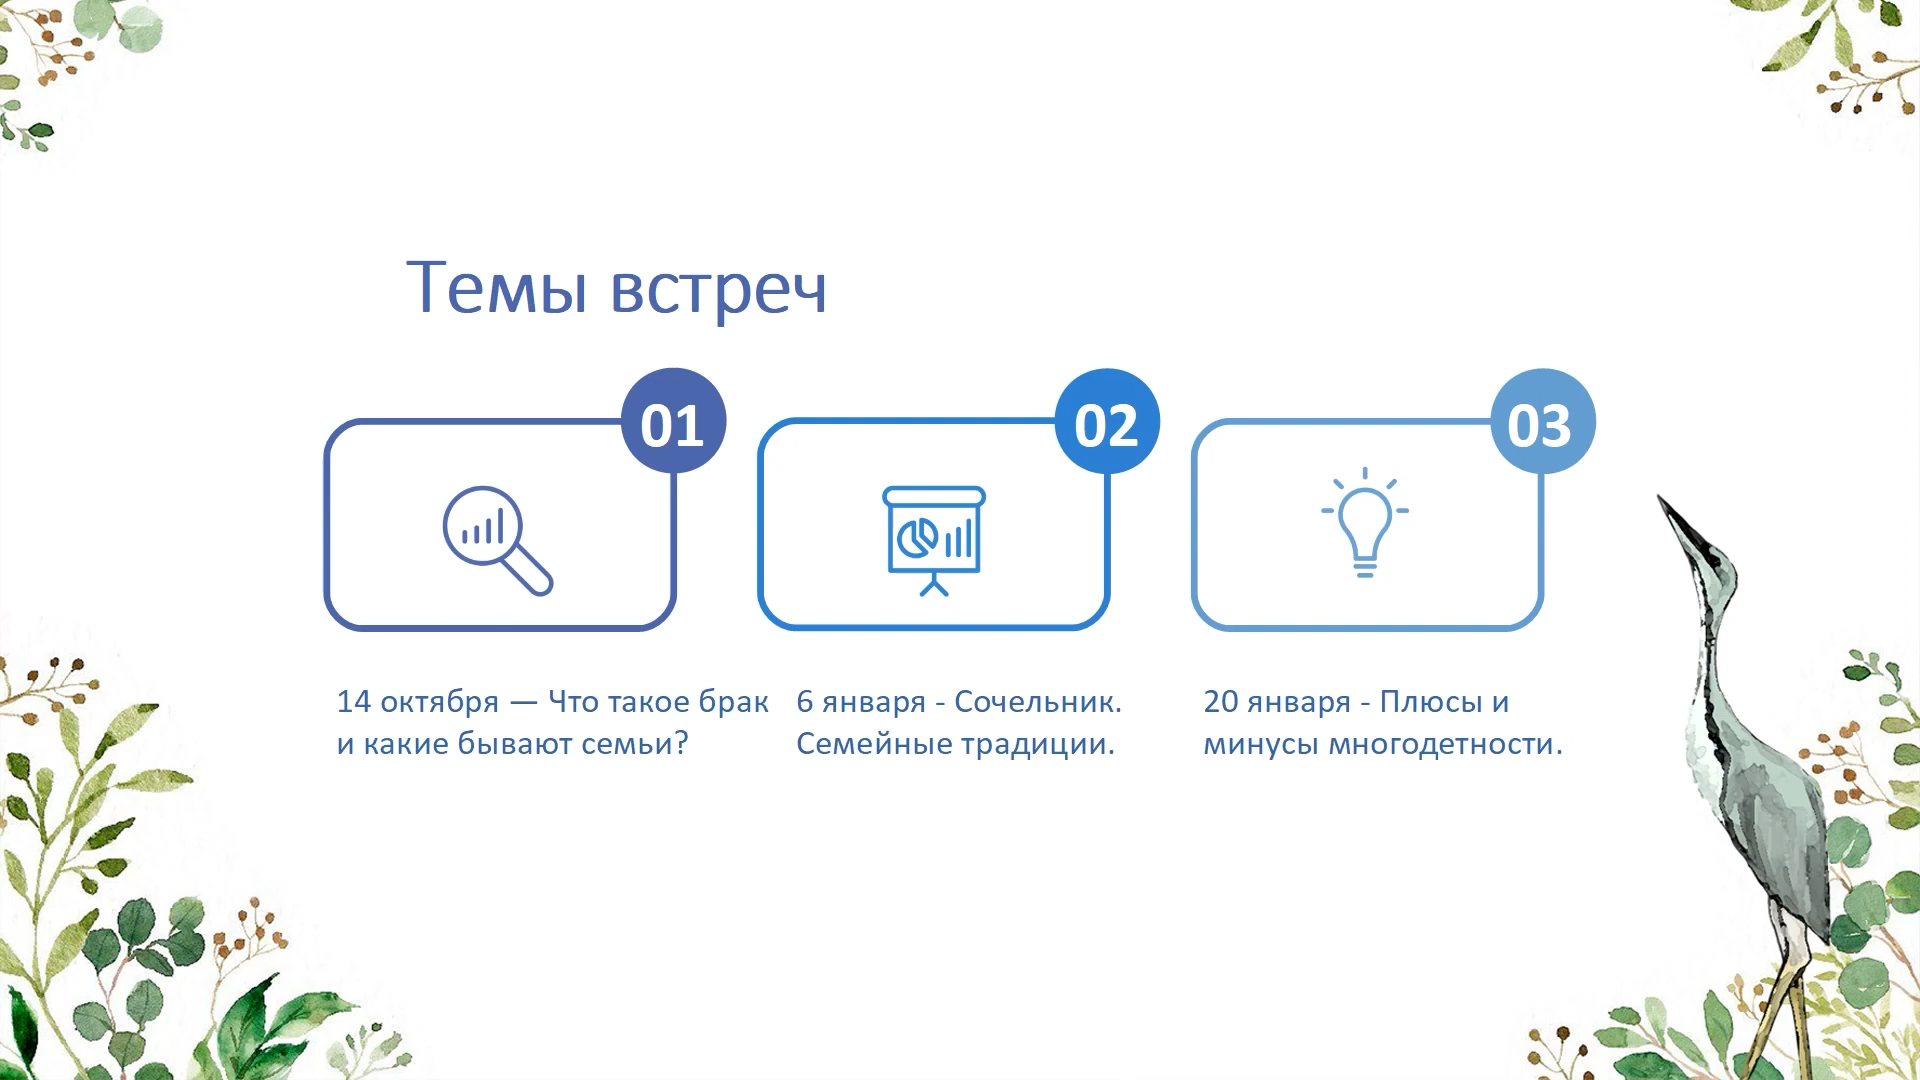 Темы встреч
01
02
03
14 октября — Что такое брак
и какие бывают семьи?
6 января - Сочельник.
Семейные традиции.
20 января - Плюсы и
минусы многодетности.